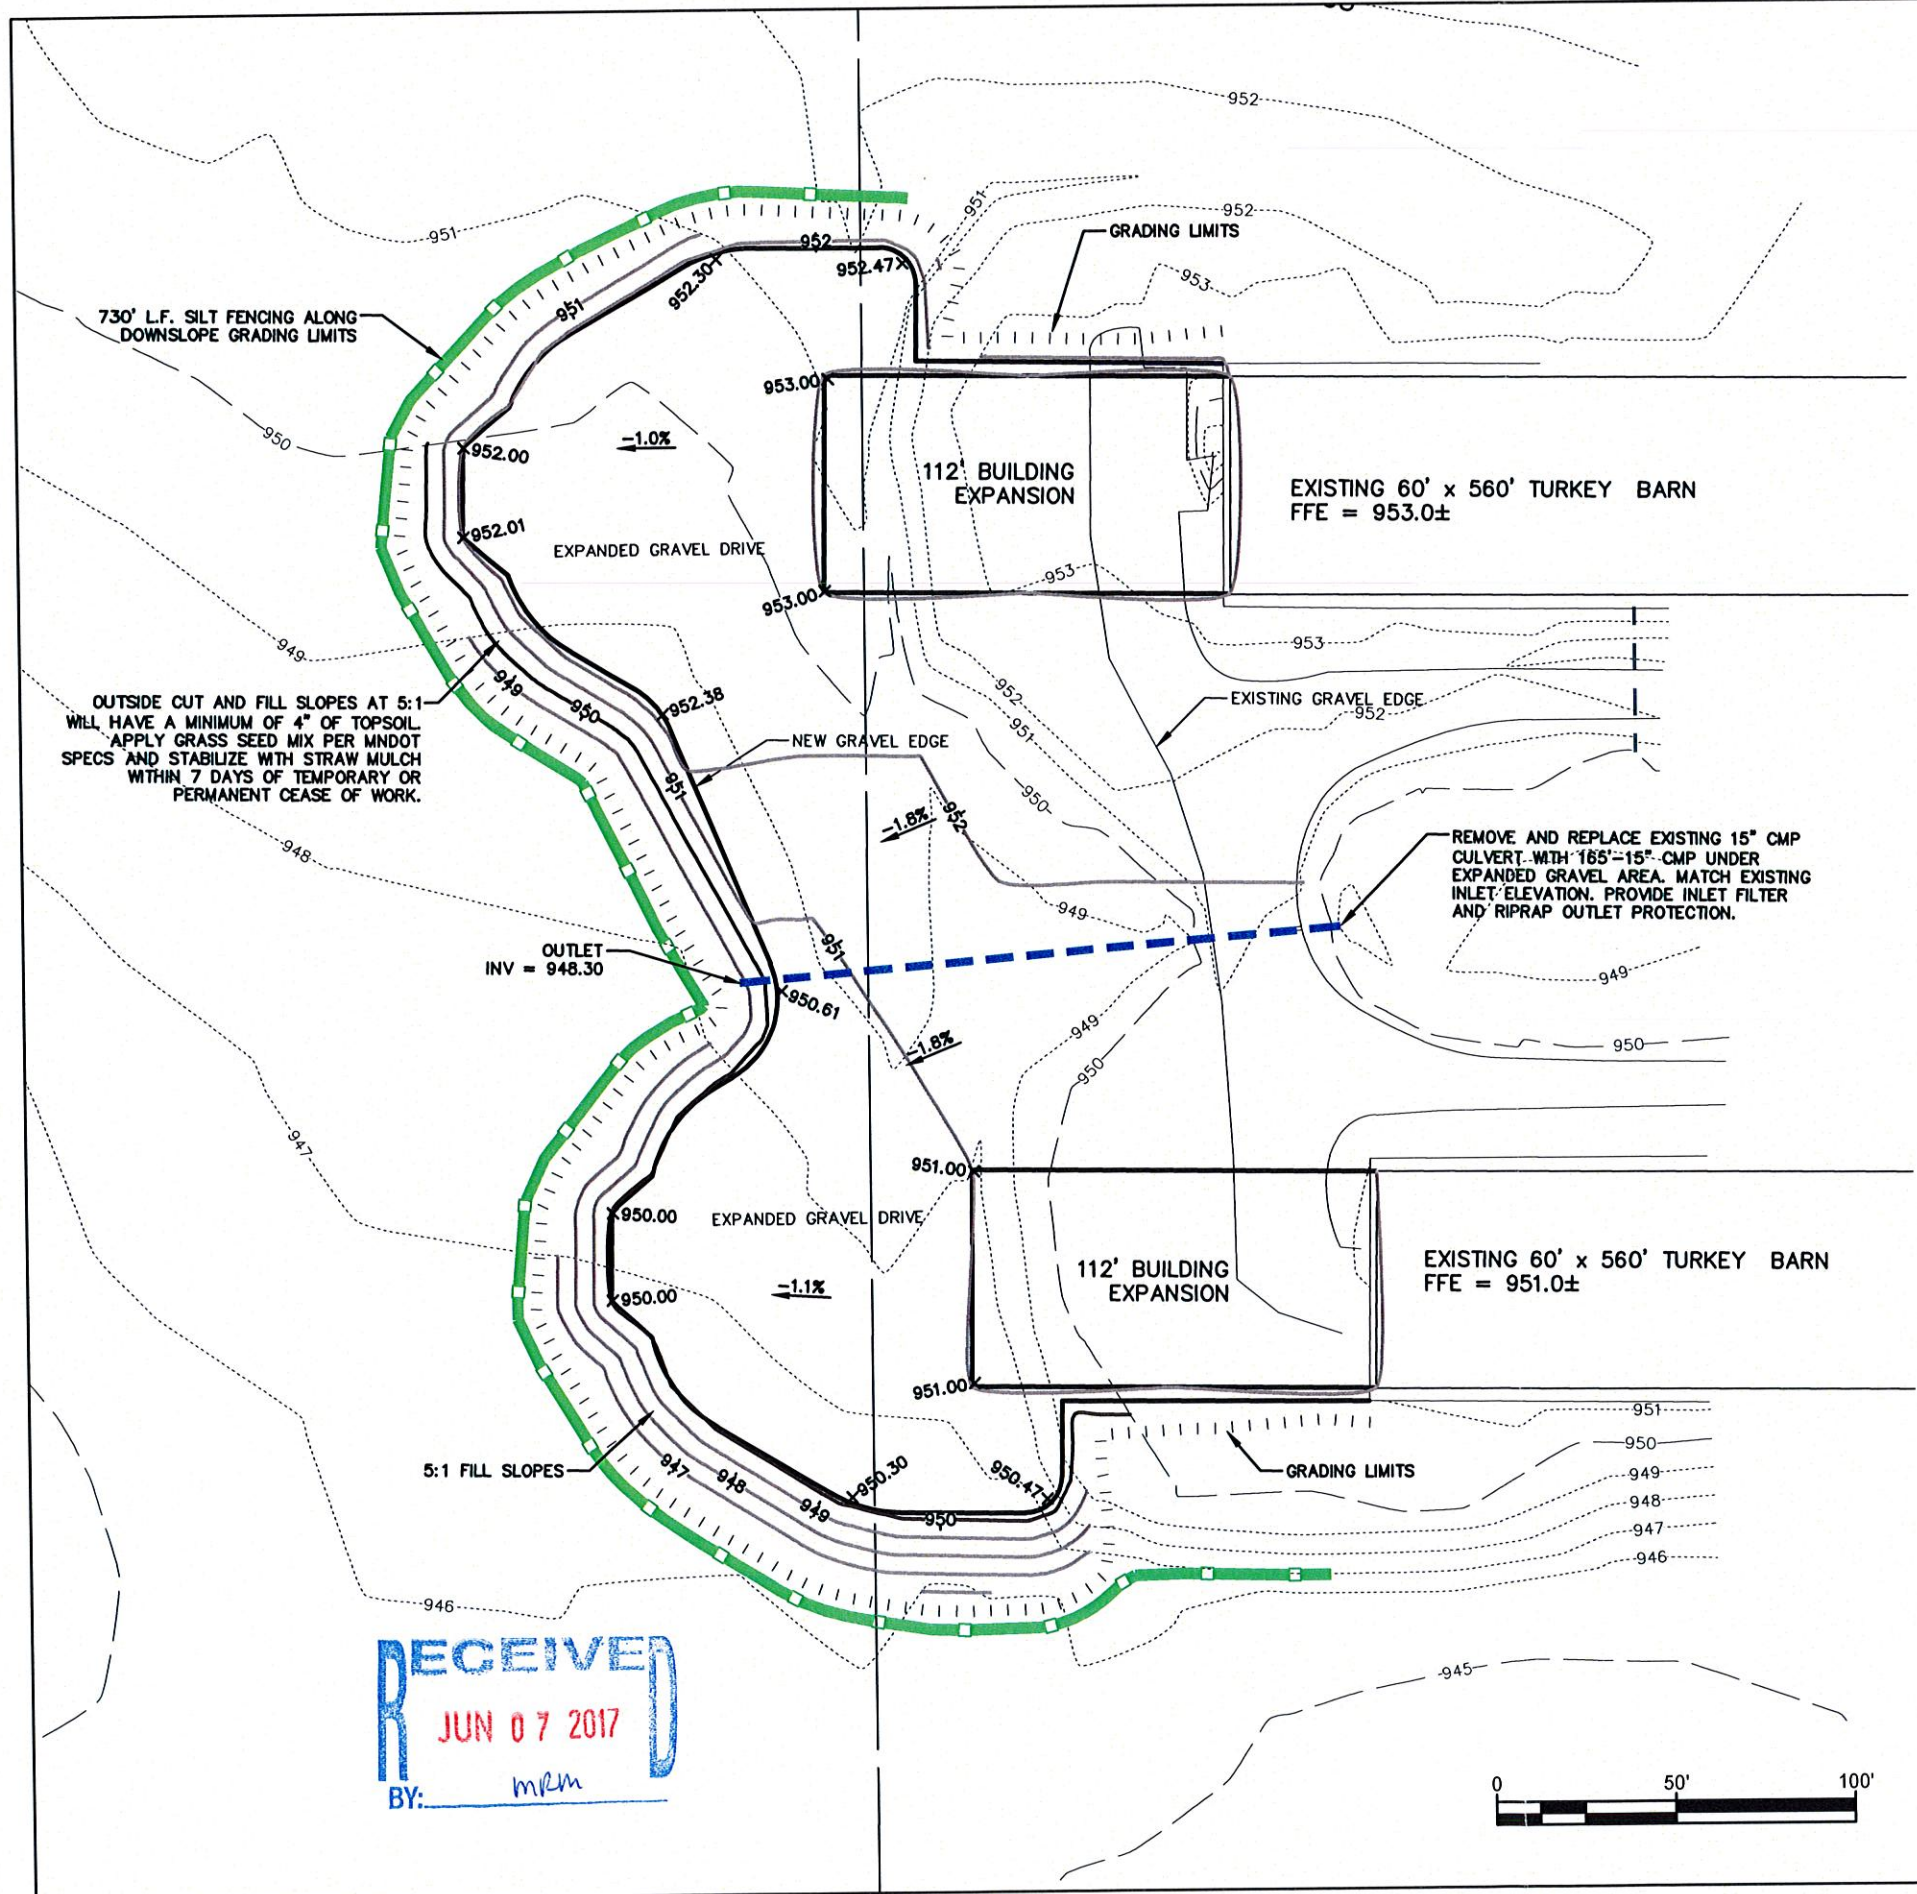 952
951
952
GRADING LIMITS
951
952
952.47
952.30
953
951
730' L.F. SILT FENCING ALONG
DOWNSLOPE GRADING LIMITS
953.00
950
952.00
-1.0%
112' BUILDING
EXPANSION
EXISTING 60' x 560' TURKEY BARN
FFE = 953.0±
952.01
EXPANDED GRAVEL DRIVE
953
953.00
953
949
949
950
952.38
952
951
EXISTING GRAVEL EDGE
952
OUTSIDE CUT AND FILL SLOPES AT 5:1
WILL HAVE A MINIMUM OF 4" OF TOPSOIL.
APPLY GRASS SEED MIX PER MNDOT
SPECS AND STABILIZE WITH STRAW MULCH
WITHIN 7 DAYS OF TEMPORARY OR
PERMANENT CEASE OF WORK.
NEW GRAVEL EDGE
951
950
-1.8%
952
948
REMOVE AND REPLACE EXISTING 15" CMP
CULVERT WITH 165'-15" CMP UNDER
EXPANDED GRAVEL AREA. MATCH EXISTING
INLET ELEVATION. PROVIDE INLET FILTER
AND RIPRAP OUTLET PROTECTION.
949
951
OUTLET
INV = 948.30
950.61
949
949
-1.8%
950
950
947
951.00
950.00
EXPANDED GRAVEL DRIVE
112' BUILDING
EXPANSION
EXISTING 60' x 560' TURKEY BARN
FFE = 951.0±
-1.1%
950.00
951.00
951
950
5:1 FILL SLOPES
947
948
949
950.30
950.47
GRADING LIMITS
949
948
950
947
946
946
RECEIVED
945
JUN 07 2017
BY: mRm
0 50' 100'